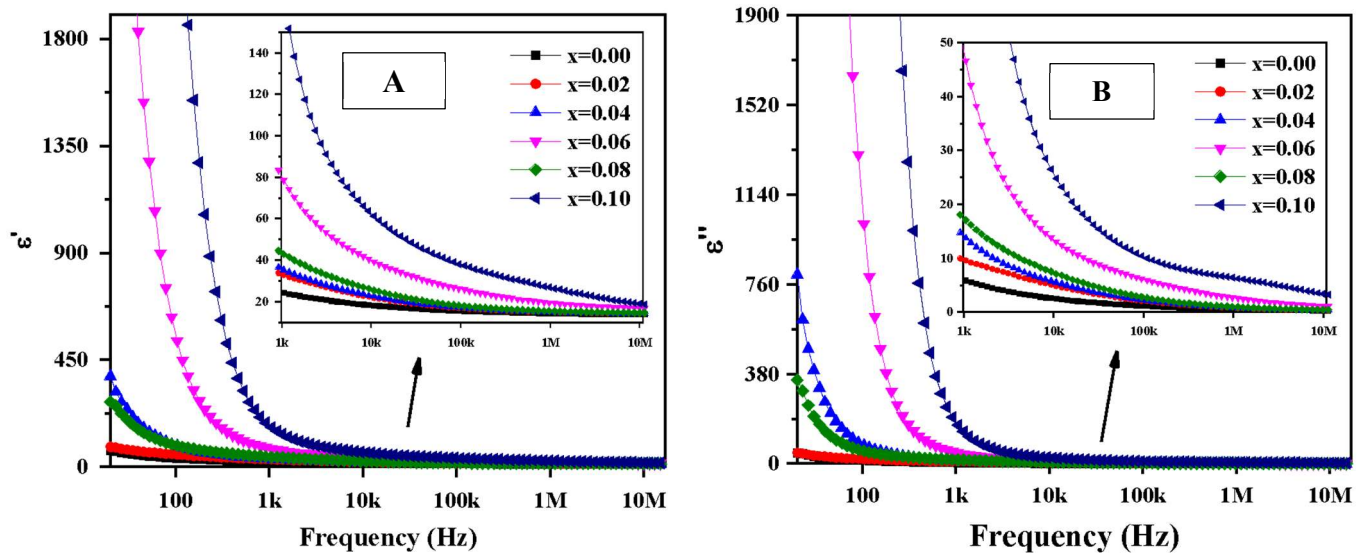 ε'
1800
1350
900
450
0
100
1k
10k
100k
1M
10M
Frequency (Hz)
A
140
120
100
80
60
40
20
1k
10k
100k
1M
10M
x=0.00
x=0.02
x=0.04
x=0.06
x=0.08
x=0.10
ε''
1900
1520
1140
760
380
0
100
1k
10k
100k
1M
10M
Frequency (Hz)
B
50
40
30
20
10
0
1k
10k
100k
1M
10M
x=0.00
x=0.02
x=0.04
x=0.06
x=0.08
x=0.10